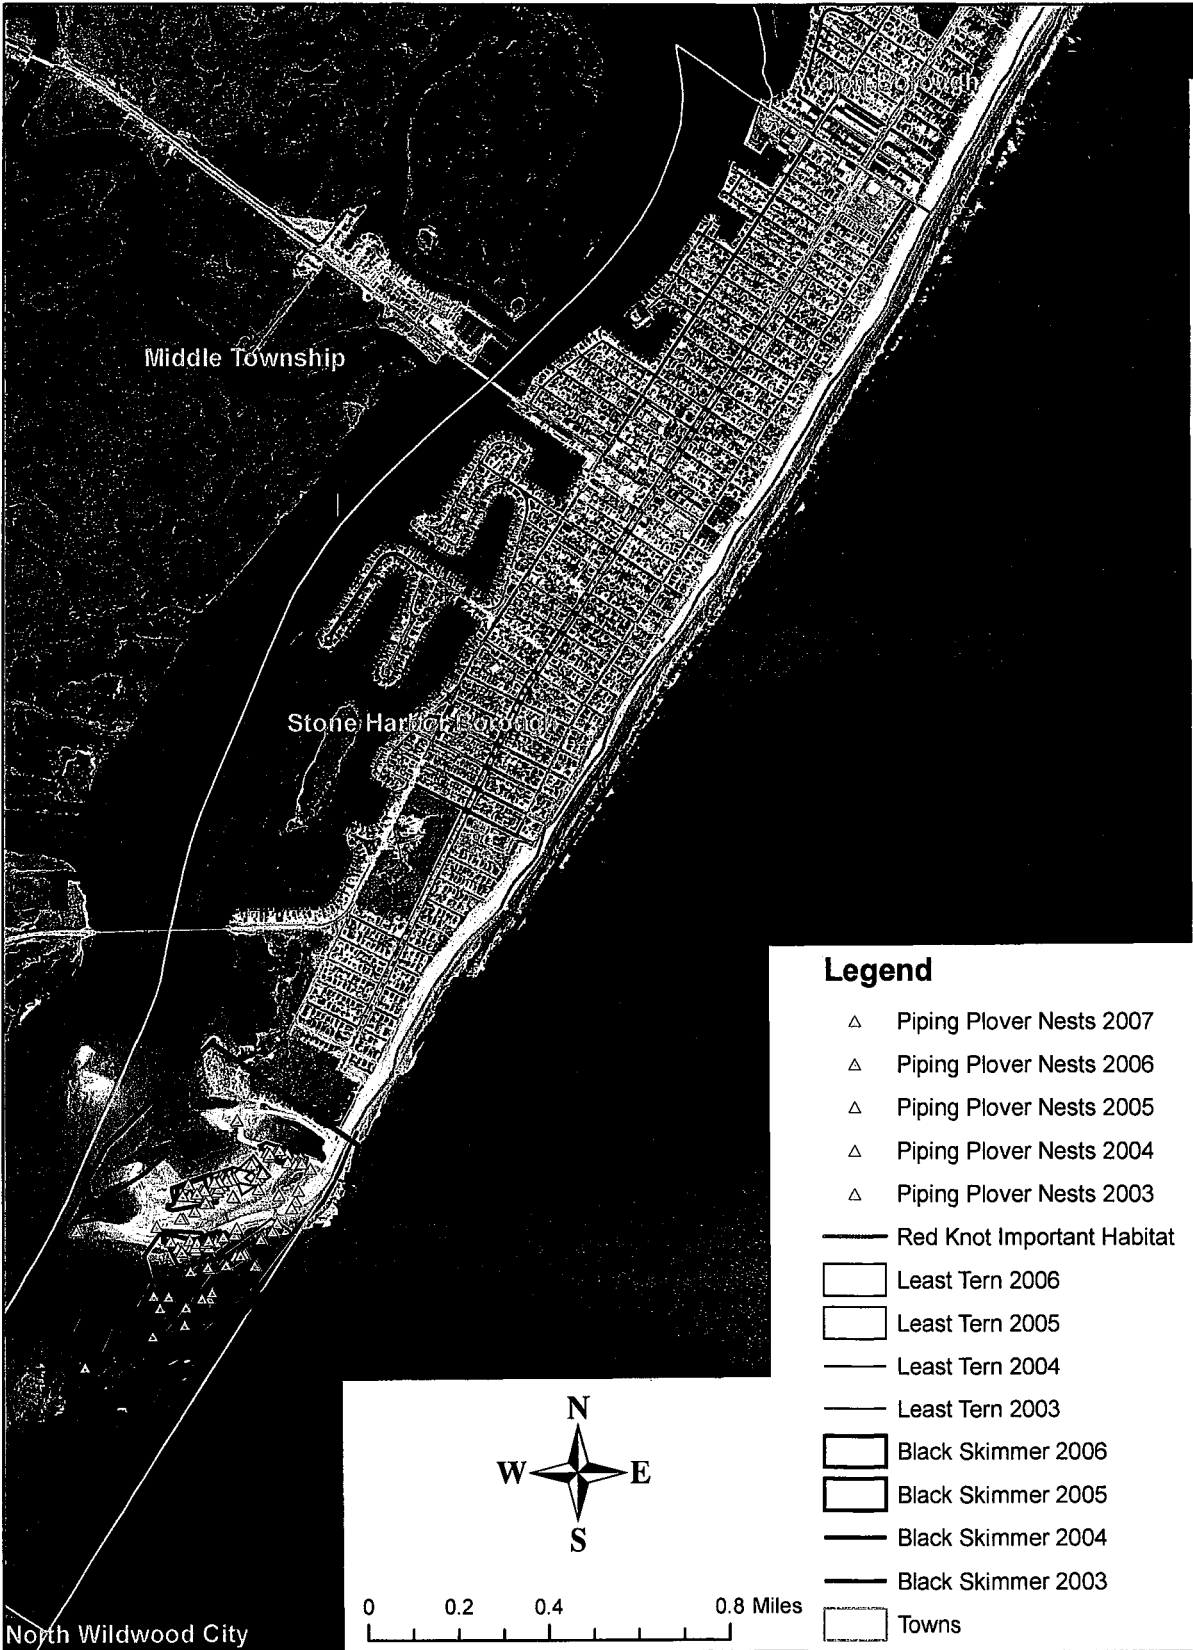 Borough
Middle Township
Stone Harbor Borough
Legend
Piping Plover Nests 2007
Piping Plover Nests 2006
Piping Plover Nests 2005
Piping Plover Nests 2004
Piping Plover Nests 2003
Red Knot Important Habitat
Least Tern 2006
Least Tern 2005
Least Tern 2004
Least Tern 2003
Black Skimmer 2006
Black Skimmer 2005
Black Skimmer 2004
Black Skimmer 2003
Towns
N
W E
S
0 0.2 0.4 0.8 Miles
North Wildwood City